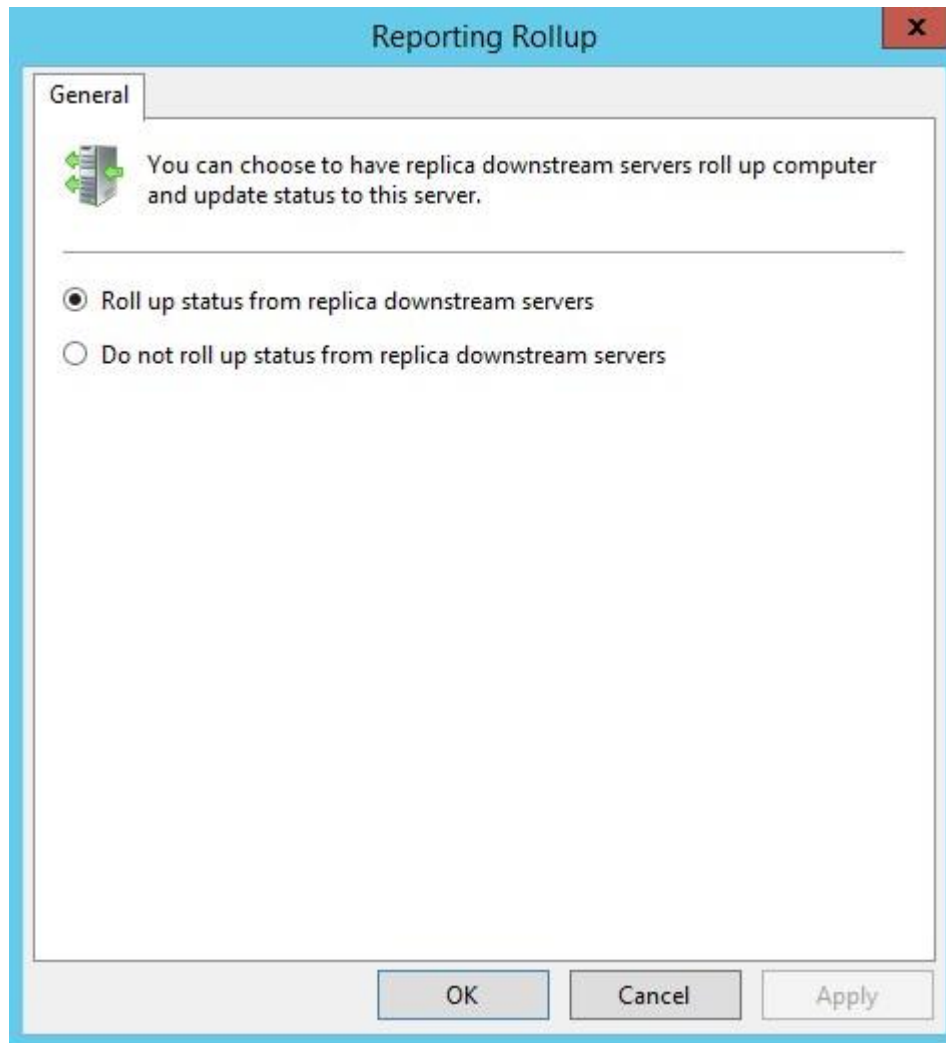 Reporting Rollup
x
General
You can choose to have replica downstream servers roll up computer
and update status to this server.
Roll up status from replica downstream servers
Do not roll up status from replica downstream servers
OK
Cancel
Apply